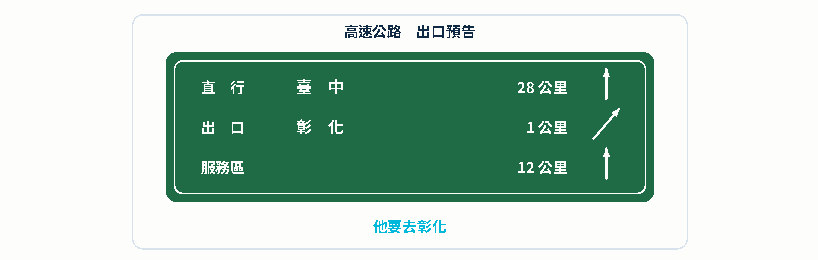 高速公路　出口預告
直　行　臺　中　28 公里
出　口　彰　化　1 公里
服務區　12 公里
他要去彰化